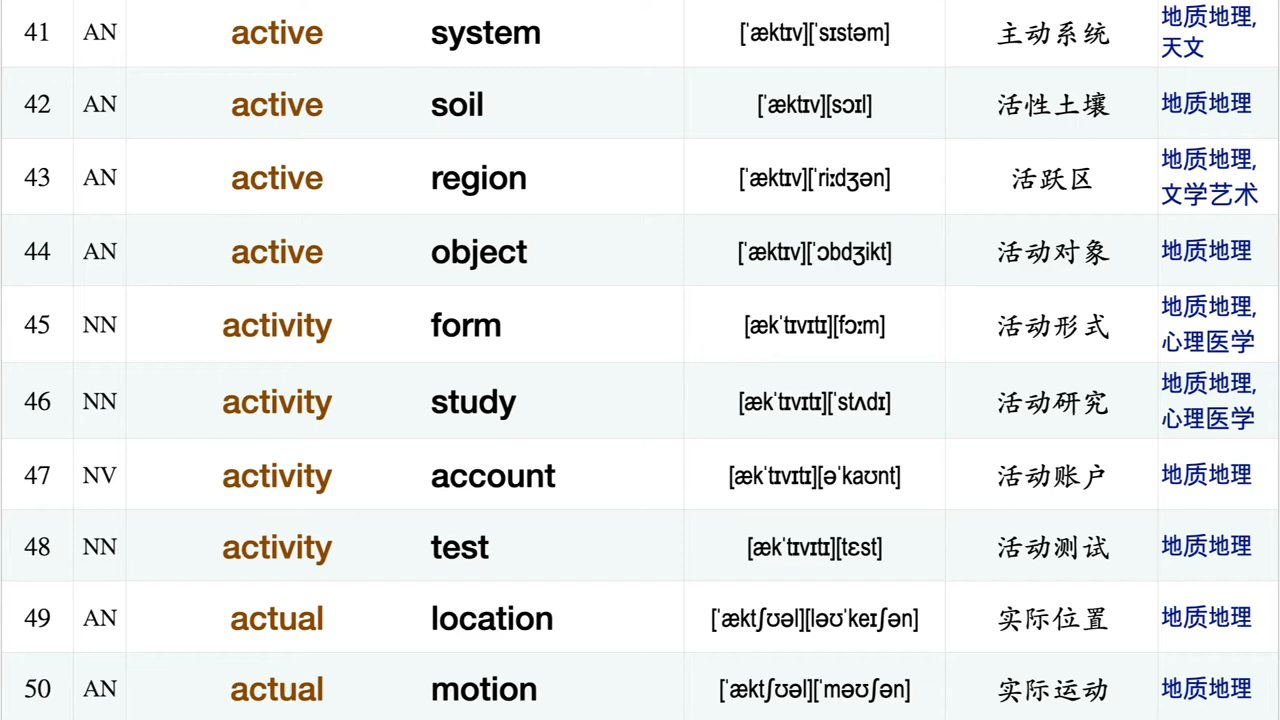 41 AN active system [ˈæktɪv][ˈsɪstəm] 主动系统 地质地理,
天文
42 AN active soil [ˈæktɪv][sɔɪl] 活性土壤 地质地理
43 AN active region [ˈæktɪv][ˈriːdʒən] 活跃区 地质地理,
文学艺术
44 AN active object [ˈæktɪv][ˈɔbdʒikt] 活动对象 地质地理
45 NN activity form [ækˈtɪvɪtɪ][fɔːm] 活动形式 地质地理,
心理医学
46 NN activity study [ækˈtɪvɪtɪ][ˈstʌdɪ] 活动研究 地质地理,
心理医学
47 NV activity account [ækˈtɪvɪtɪ][əˈkaʊnt] 活动账户 地质地理
48 NN activity test [ækˈtɪvɪtɪ][tɛst] 活动测试 地质地理
49 AN actual location [ˈæktʃʊəl][ləʊˈkeɪʃən] 实际位置 地质地理
50 AN actual motion [ˈæktʃʊəl][ˈməʊʃən] 实际运动 地质地理